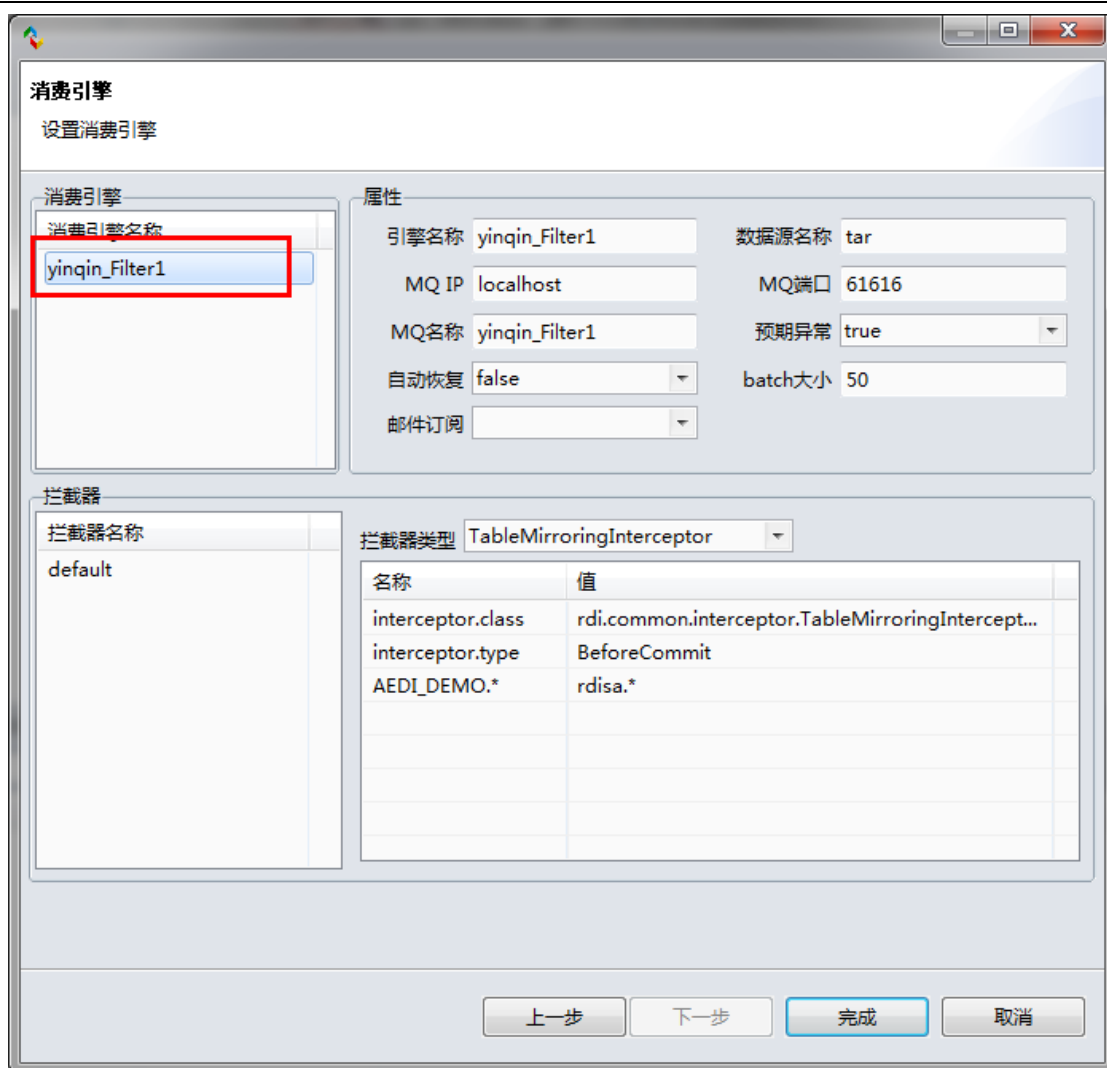 消费引擎
设置消费引擎
消费引擎
消费引擎名称
yinqin_Filter1
属性
引擎名称 yinqin_Filter1 数据源名称 tar
MQ IP localhost MQ端口 61616
MQ名称 yinqin_Filter1 预期异常 true
自动恢复 false batch大小 50
邮件订阅
拦截器
拦截器名称
default
拦截器类型 TableMirroringInterceptor
名称 值
interceptor.class rdi.common.interceptor.TableMirroringIntercept...
interceptor.type BeforeCommit
AEDI_DEMO.* rdisa.*
上一步 下一步 完成 取消